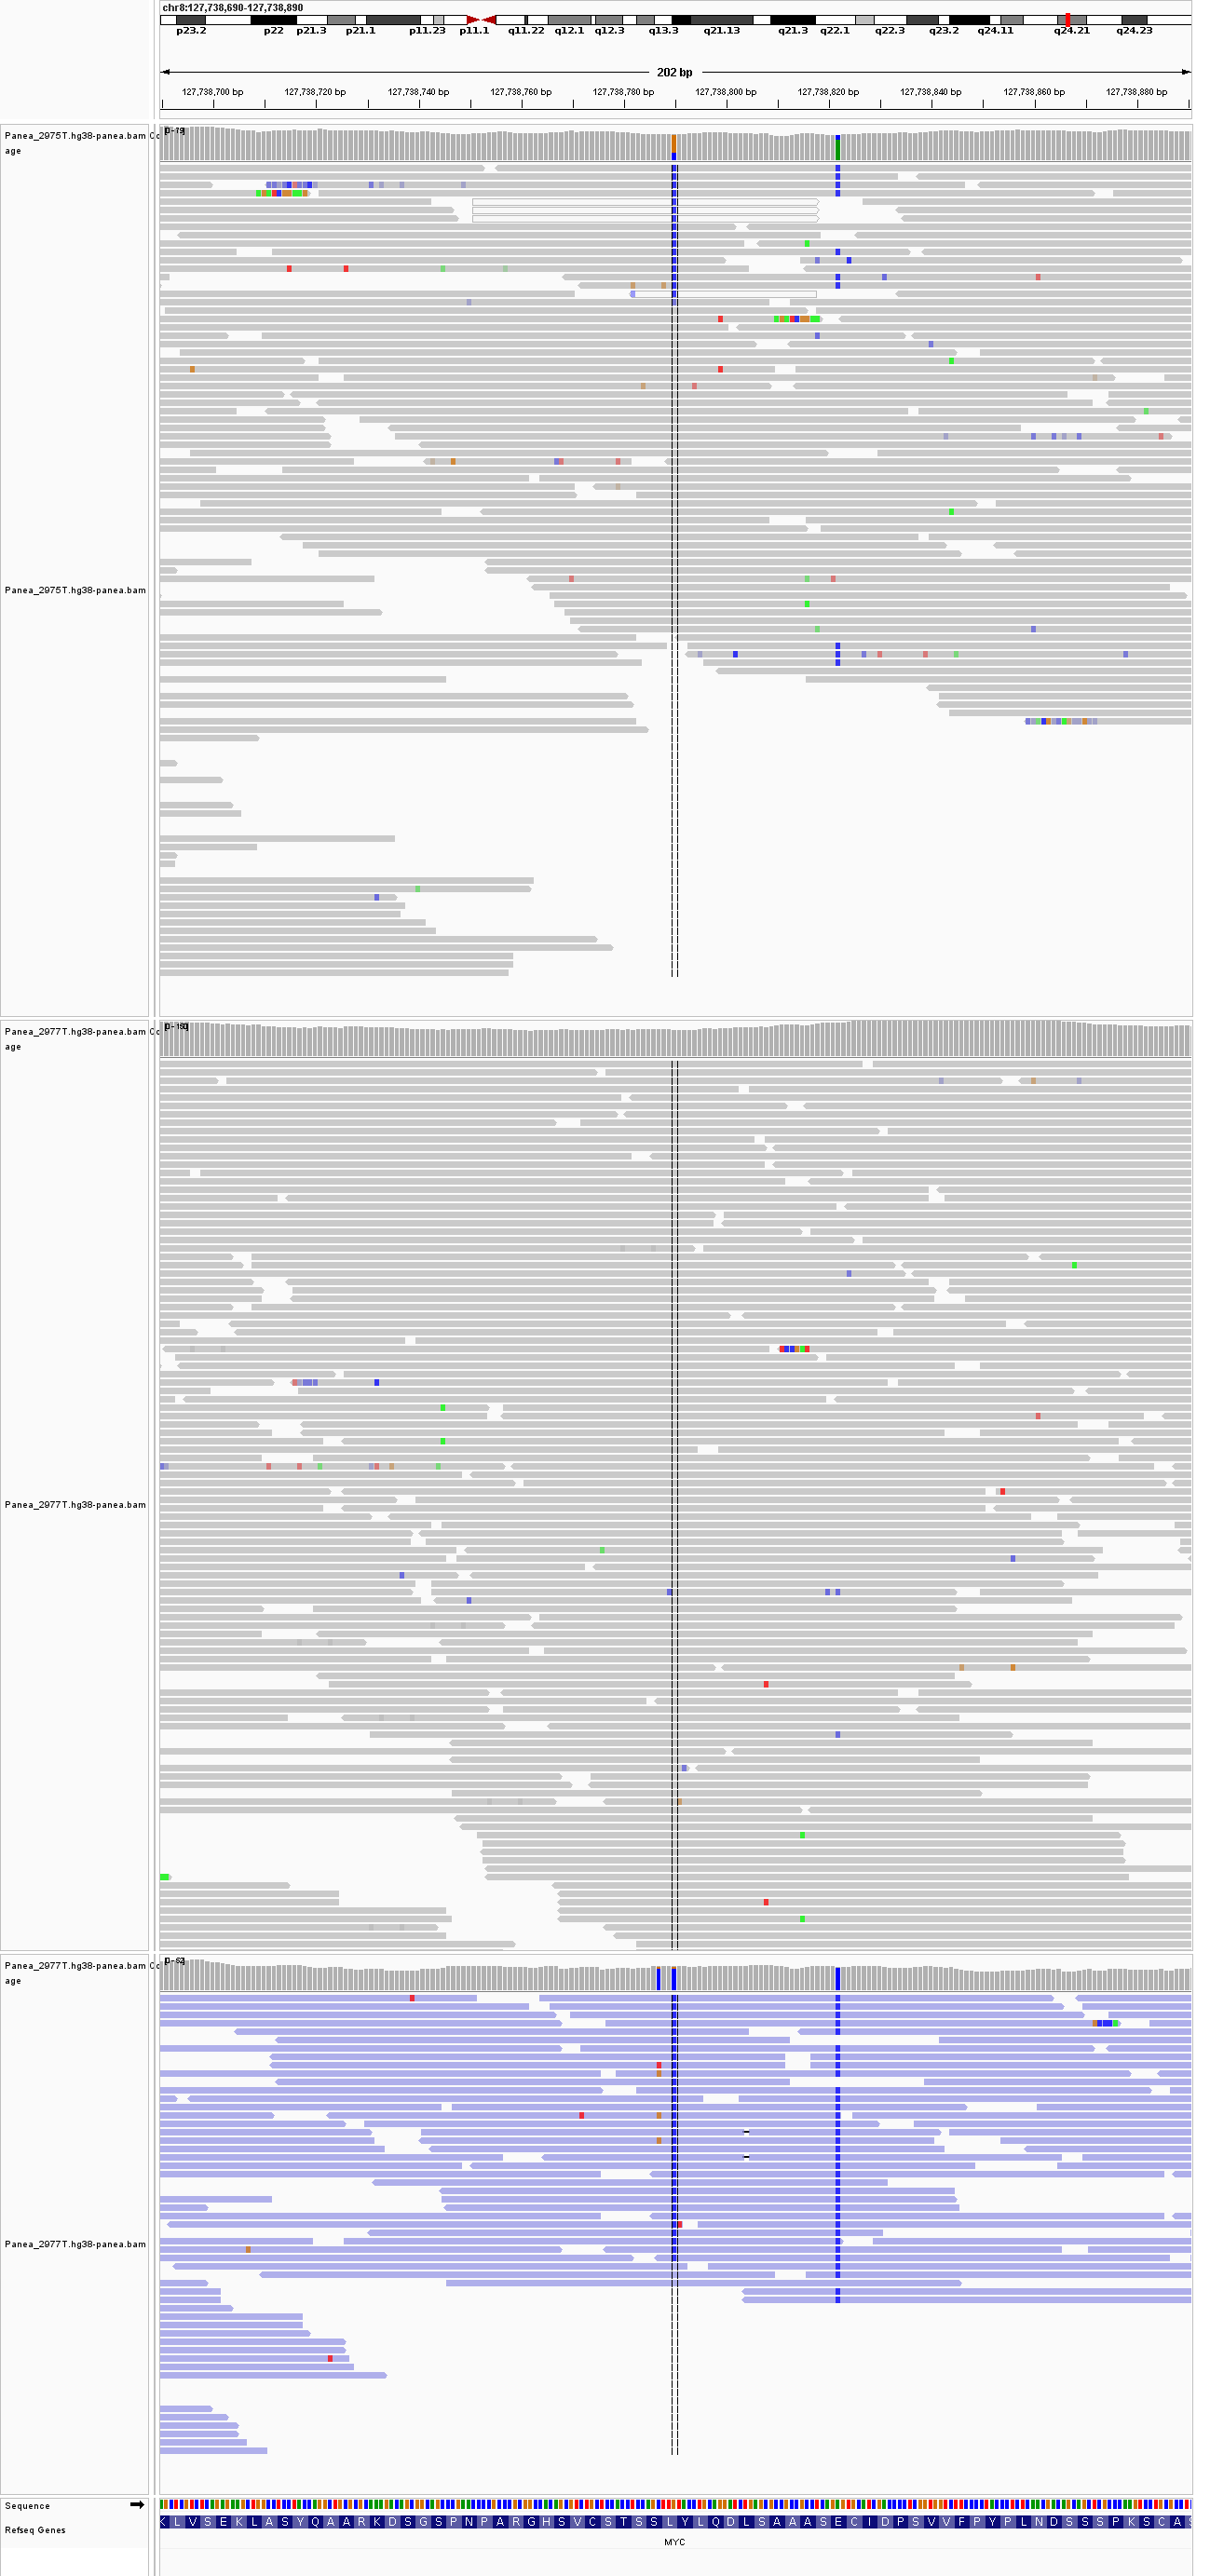 chr8:127,738,690-127,738,890
p23.2 p22 p21.3 p21.1 p11.23 p11.1 q11.22 q12.1 q12.3 q13.3 q21.13 q21.3 q22.1 q22.3 q23.2 q24.11 q24.21 q24.23
202 bp
127,738,700 bp 127,738,720 bp 127,738,740 bp 127,738,760 bp 127,738,780 bp 127,738,800 bp 127,738,820 bp 127,738,840 bp 127,738,860 bp 127,738,880 bp
Panea_2975T.hg38-panea.bam Co
age
[0 - 79]
Panea_2975T.hg38-panea.bam
Panea_2977T.hg38-panea.bam Co
age
Panea_2977T.hg38-panea.bam
Panea_2977T.hg38-panea.bam Co
age
[0 - 62]
Panea_2977T.hg38-panea.bam
Sequence
Refseq Genes
K L V S E K L A S Y Q A A R K D S G S P N P A R G H S V C S T S S L Y L Q D L S A A A S E C I D P S V V F P Y P L N D S S S P K S C A S
MYC